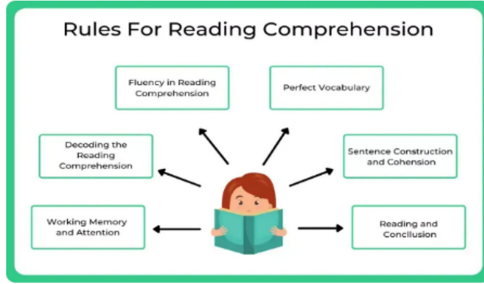 Rules For Reading Comprehension
Fluency in Reading
Comprehension
Perfect Vocabulary
Decoding the
Reading
Comprehension
Sentence Construction
and Cohension
Working Memory
and Attention
Reading and
Concllusion